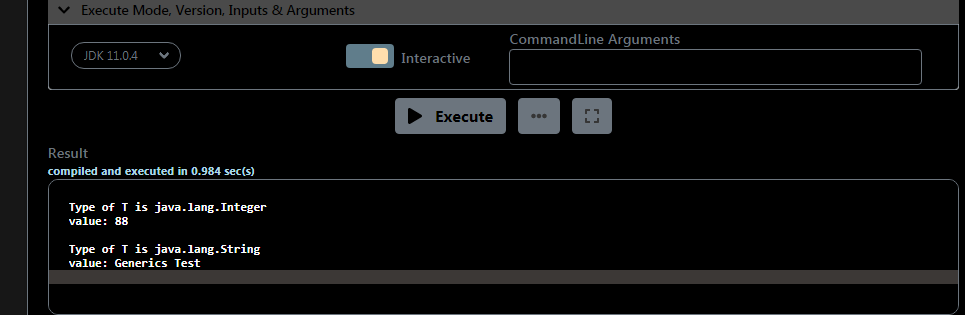 Execute Mode, Version, Inputs & Arguments
CommandLine Arguments
JDK 11.0.4
Interactive
Execute
Result
compiled and executed in 0.984 sec(s)
Type of T is java.lang.Integer
value: 88
Type of T is java.lang.String
value: Generics Test